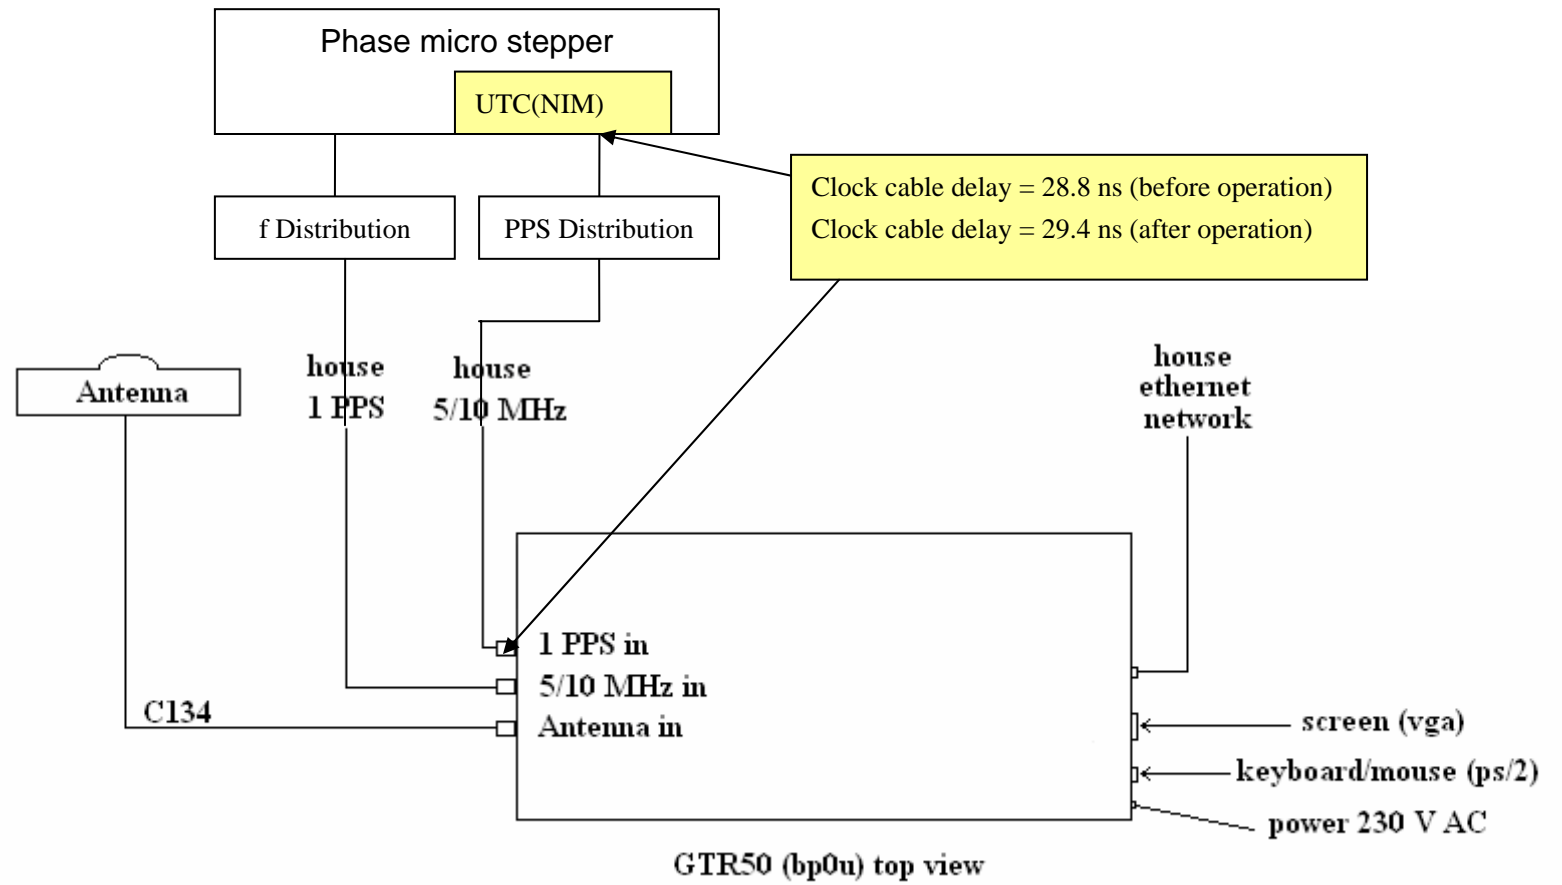 Phase micro stepper
UTC(NIM)
Clock cable delay = 28.8 ns (before operation)
Clock cable delay = 29.4 ns (after operation)
f Distribution
PPS Distribution
Antenna
house
1 PPS
house
5/10 MHz
house
ethernet
network
1 PPS in
5/10 MHz in
Antenna in
C134
screen (vga)
keyboard/mouse (ps/2)
power 230 V AC
GTR50 (bp0u) top view